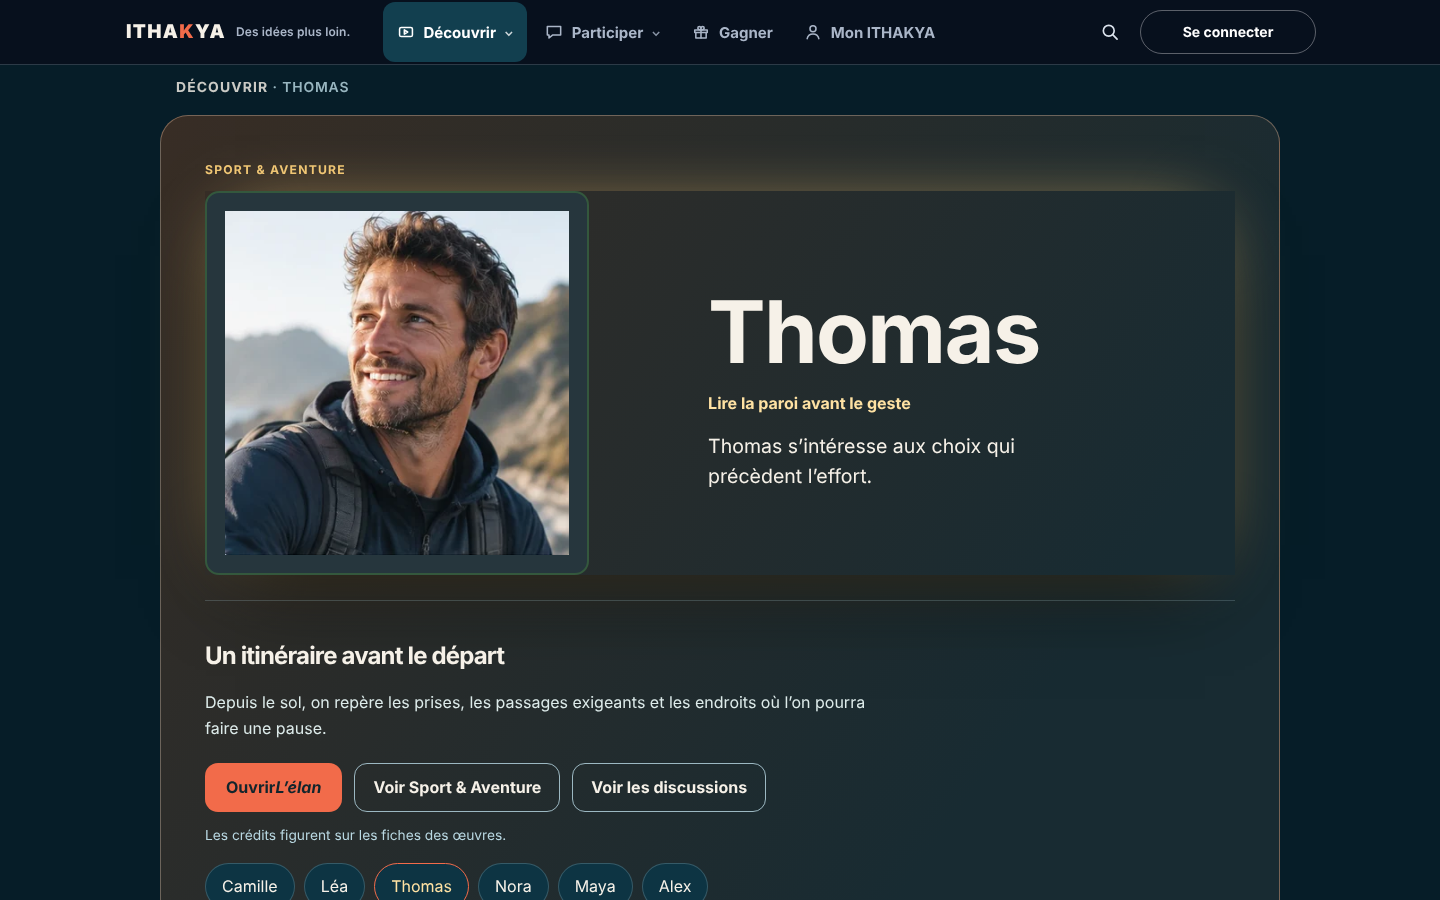 ITHAKYA Des idées plus loin. Découvrir Participer Gagner Mon ITHAKYA Se connecter
DÉCOUVRIR · THOMAS
SPORT & AVENTURE
Thomas
Lire la paroi avant le geste
Thomas s’intéresse aux choix qui
précèdent l’effort.
Un itinéraire avant le départ
Depuis le sol, on repère les prises, les passages exigeants et les endroits où l’on pourra
faire une pause.
OuvrirL’élan Voir Sport & Aventure Voir les discussions
Les crédits figurent sur les fiches des œuvres.
Camille Léa Thomas Nora Maya Alex